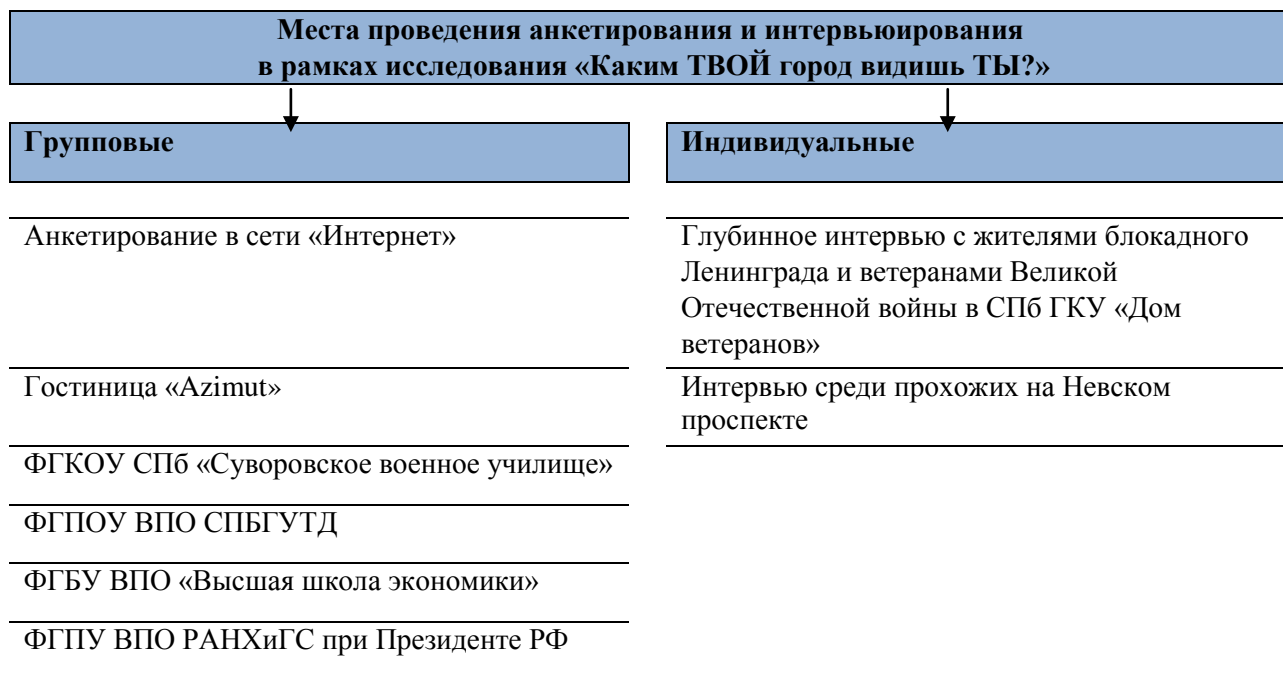 Места проведения анкетирования и интервьюирования
в рамках исследования «Каким ТВОЙ город видишь ТЫ?»
Групповые
Анкетирование в сети «Интернет»
Гостиница «Azimut»
ФГКОУ СПб «Суворовское военное училище»
ФГПОУ ВПО СПБГУТД
ФГБУ ВПО «Высшая школа экономики»
ФГПУ ВПО РАНХиГС при Президенте РФ
Индивидуальные
Глубинное интервью с жителями блокадного
Ленинграда и ветеранами Великой
Отечественной войны в СПб ГКУ «Дом
ветеранов»
Интервью среди прохожих на Невском
проспекте